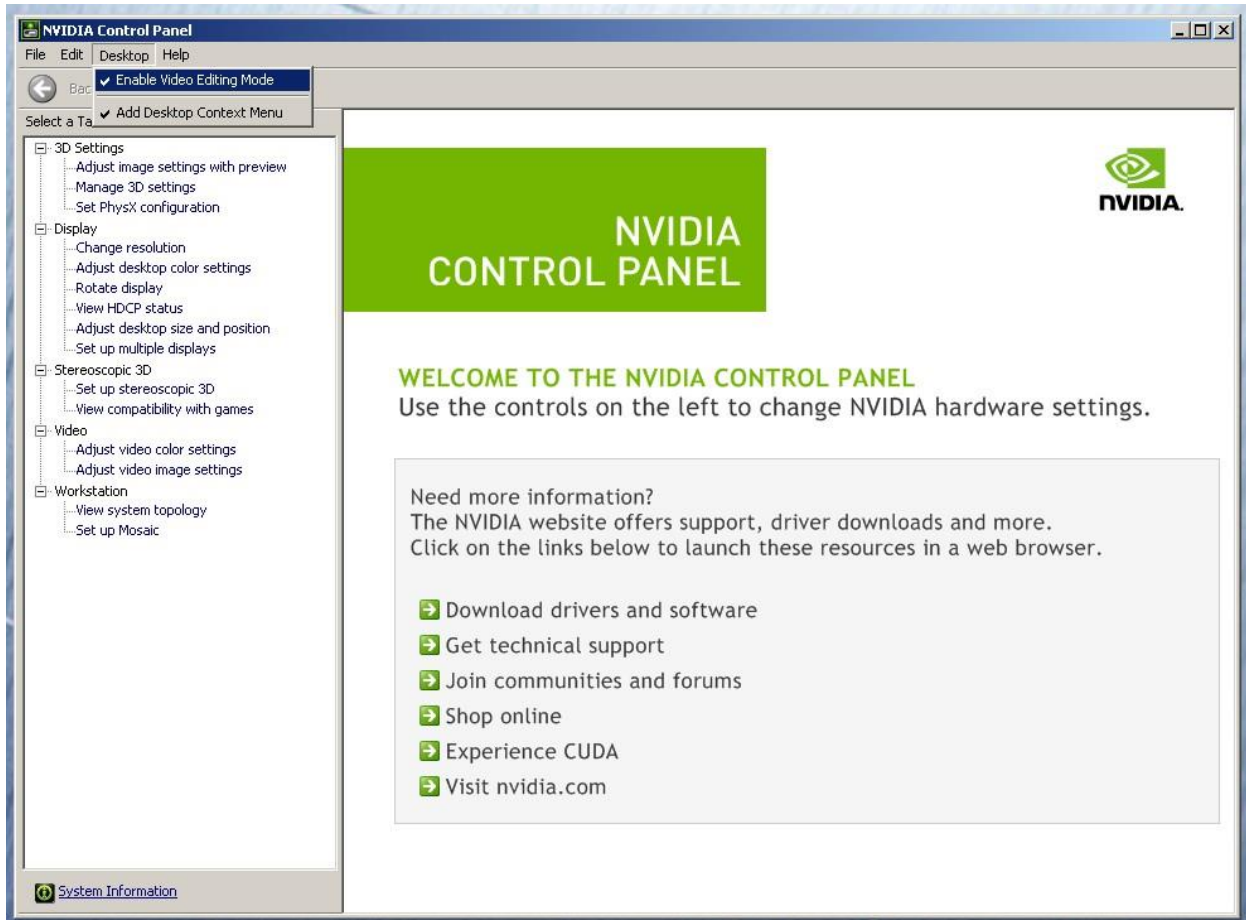 NVIDIA Control Panel
File Edit Desktop Help
Bac
Enable Video Editing Mode
Add Desktop Context Menu
Select a Ta
3D Settings
Adjust image settings with preview
Manage 3D settings
Set PhysX configuration
Display
Change resolution
Adjust desktop color settings
Rotate display
View HDCP status
Adjust desktop size and position
Set up multiple displays
Stereoscopic 3D
Set up stereoscopic 3D
View compatibility with games
Video
Adjust video color settings
Adjust video image settings
Workstation
View system topology
Set up Mosaic
System Information
NVIDIA
CONTROL PANEL
NVIDIA.
WELCOME TO THE NVIDIA CONTROL PANEL
Use the controls on the left to change NVIDIA hardware settings.
Need more information?
The NVIDIA website offers support, driver downloads and more.
Click on the links below to launch these resources in a web browser.
Download drivers and software
Get technical support
Join communities and forums
Shop online
Experience CUDA
Visit nvidia.com